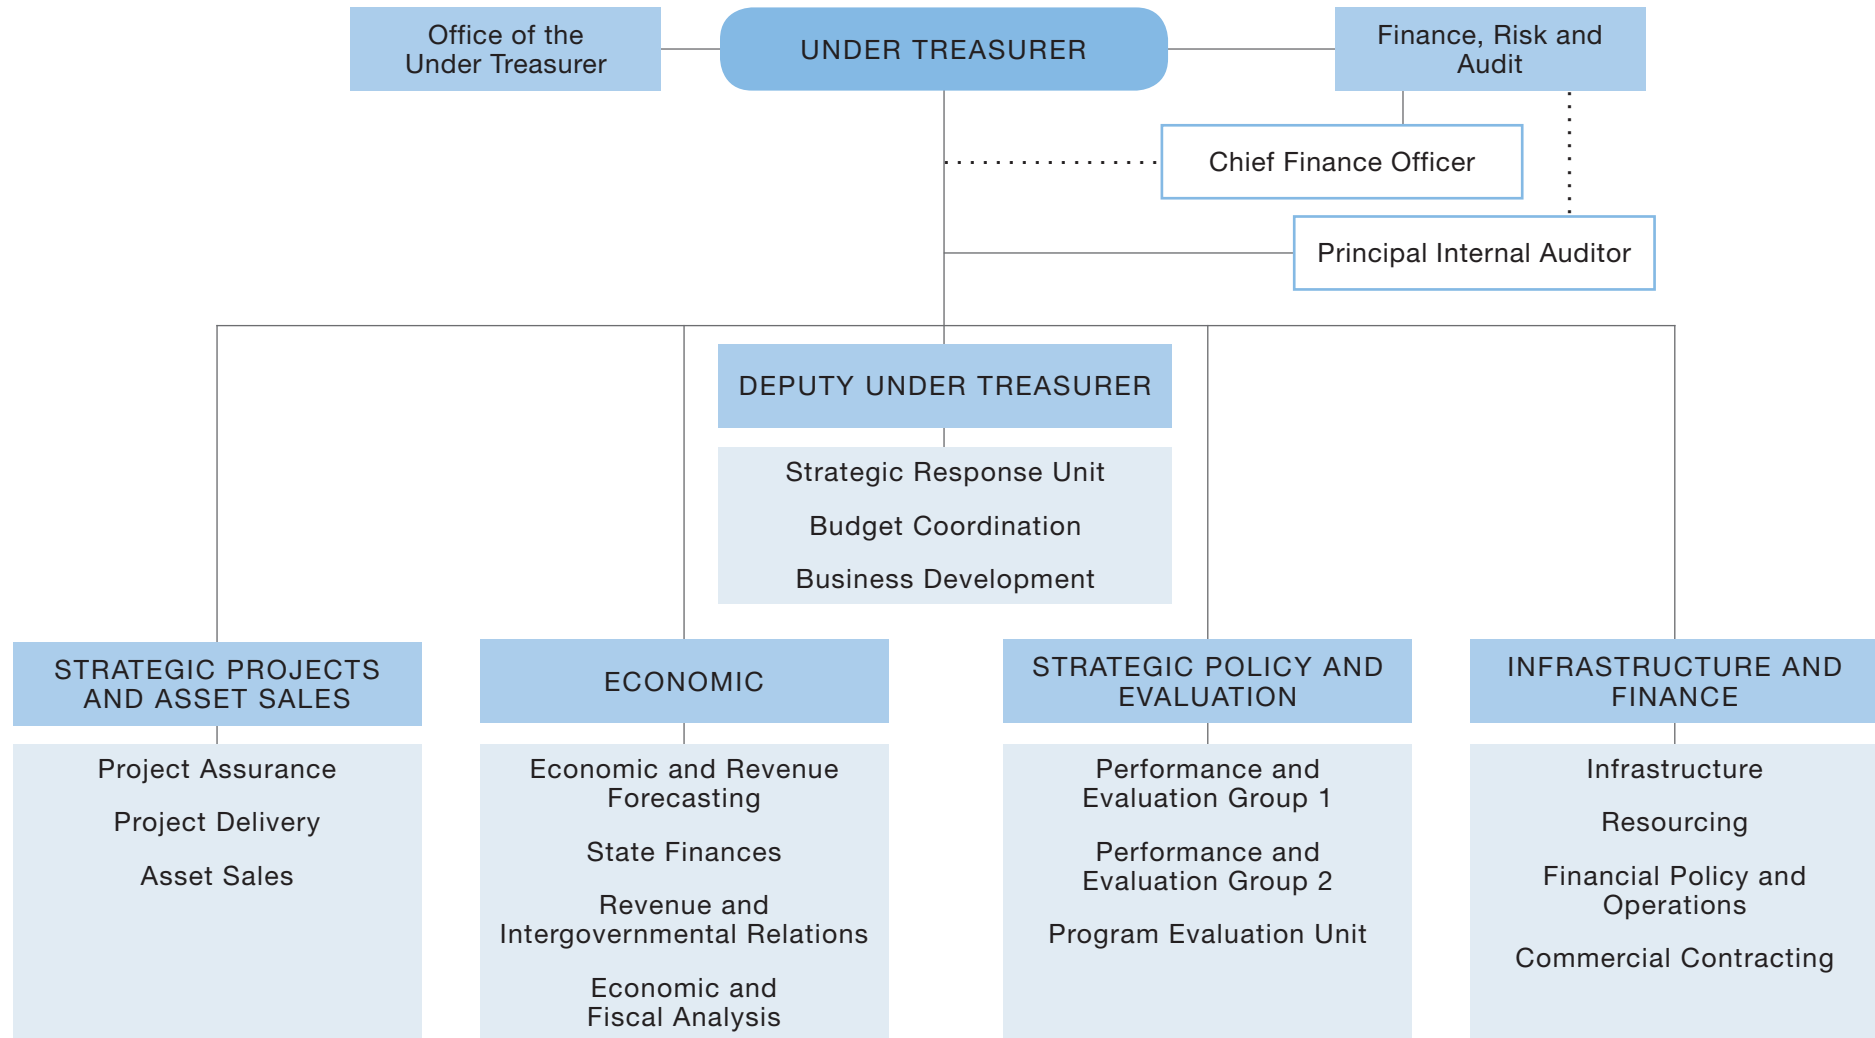 Office of the
Under Treasurer
UNDER TREASURER
Finance, Risk and
Audit
Chief Finance Officer
Principal Internal Auditor
DEPUTY UNDER TREASURER
Strategic Response Unit
Budget Coordination
Business Development
STRATEGIC PROJECTS
AND ASSET SALES
Project Assurance
Project Delivery
Asset Sales
ECONOMIC
Economic and Revenue
Forecasting
State Finances
Revenue and
Intergovernmental Relations
Economic and
Fiscal Analysis
STRATEGIC POLICY AND
EVALUATION
Performance and
Evaluation Group 1
Performance and
Evaluation Group 2
Program Evaluation Unit
INFRASTRUCTURE AND
FINANCE
Infrastructure
Resourcing
Financial Policy and
Operations
Commercial Contracting